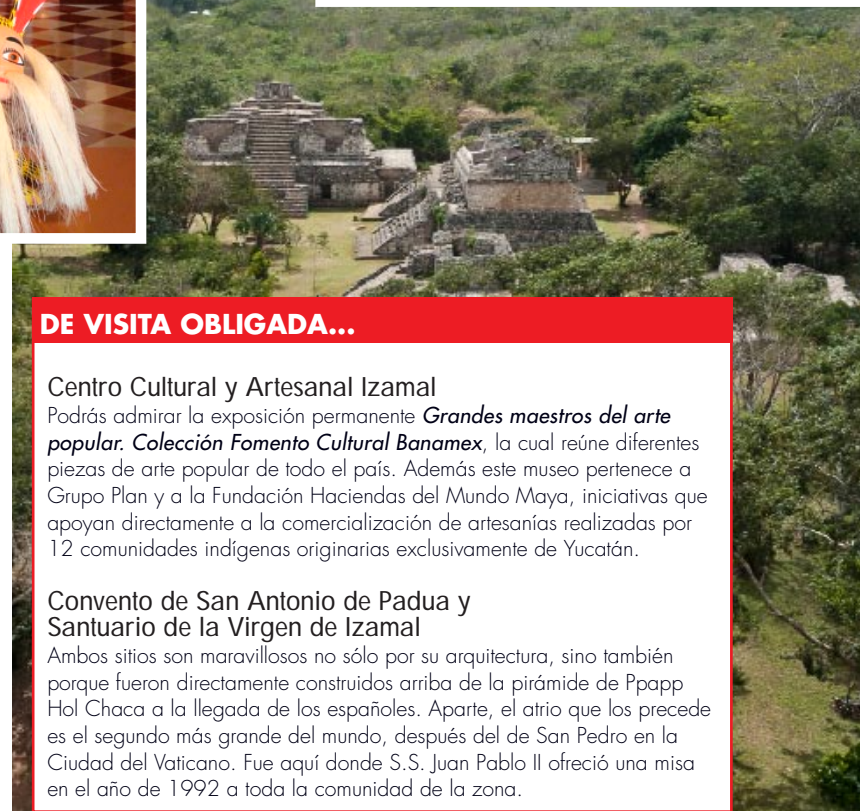 DE VISITA OBLIGADA...
Centro Cultural y Artesanal Izamal
Podrás admirar la exposición permanente Grandes maestros del arte
popular. Colección Fomento Cultural Banamex, la cual reúne diferentes
piezas de arte popular de todo el país. Además este museo pertenece a
Grupo Plan y a la Fundación Haciendas del Mundo Maya, iniciativas que
apoyan directamente a la comercialización de artesanías realizadas por
12 comunidades indígenas originarias exclusivamente de Yucatán.
Convento de San Antonio de Padua y
Santuario de la Virgen de Izamal
Ambos sitios son maravillosos no sólo por su arquitectura, sino también
porque fueron directamente construidos arriba de la pirámide de Ppapp
Hol Chaca a la llegada de los españoles. Aparte, el atrio que los precede
es el segundo más grande del mundo, después del de San Pedro en la
Ciudad del Vaticano. Fue aquí donde S.S. Juan Pablo II ofreció una misa
en el año de 1992 a toda la comunidad de la zona.